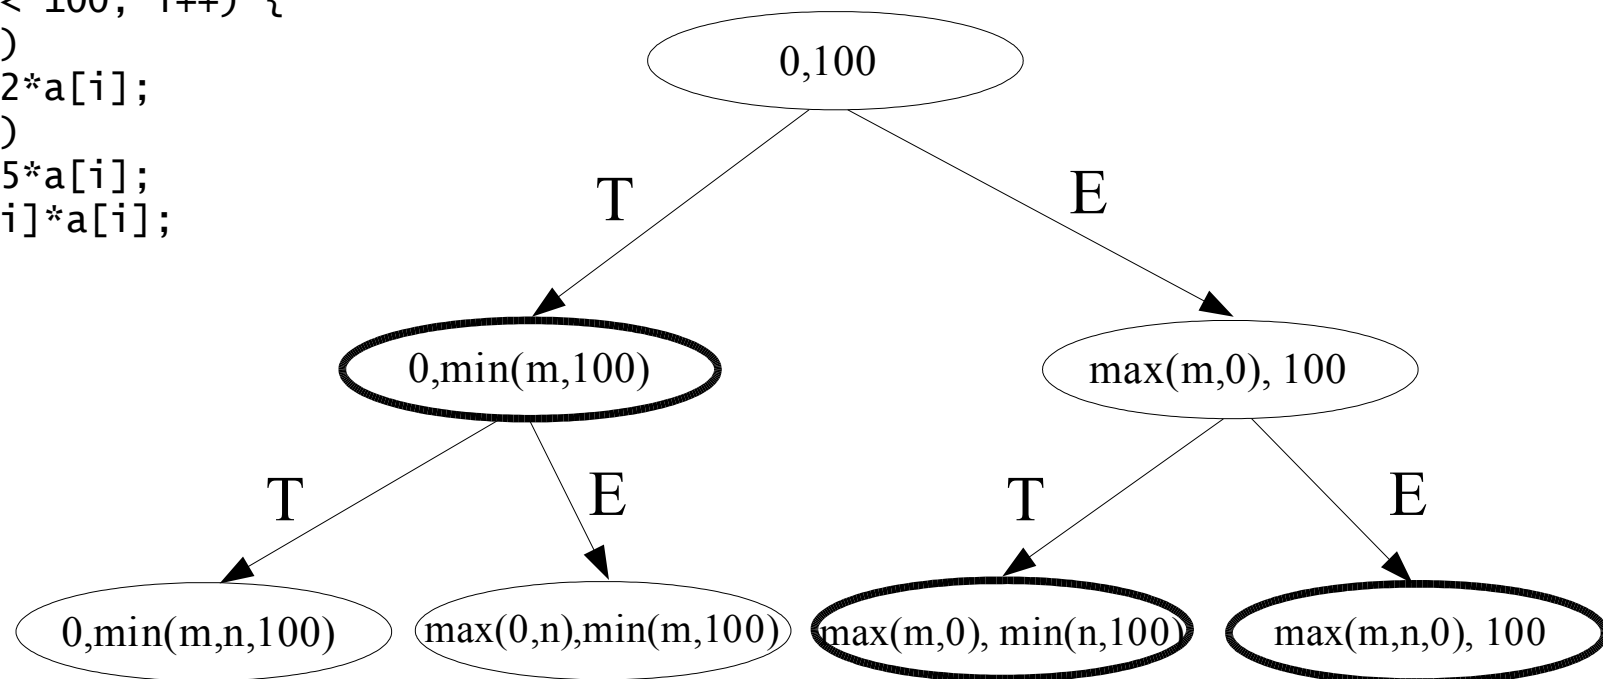 < 100; i++) {
)
2*a[i];
)
5*a[i];
i]*a[i];
0,100
T
E
0,min(m,100)
max(m,0), 100
T
E
T
E
0,min(m,n,100)
max(0,n),min(m,100)
max(m,0), min(n,100)
max(m,n,0), 100